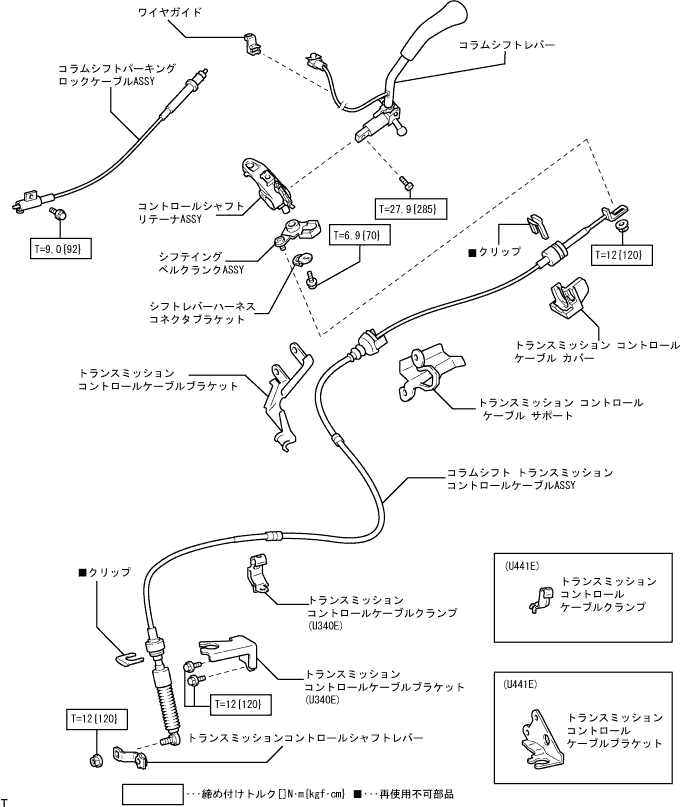 ワイヤガイド
コラムシフトレバー
コラムシフトパーキング
ロックケーブルASSY
コントロールシャフト
リテーナASSY
T=27.9{285}
T=6.9{70}
T=9.0{92}
シフテイング
ベルクランクASSY
■クリップ
T=12{120}
シフトレバーハーネス
コネクタブラケット
トランスミッション コントロール
ケーブル カバー
トランスミッション
コントロールケーブルブラケット
トランスミッション コントロール
ケーブル サポート
コラムシフト トランスミッション
コントロールケーブルASSY
■クリップ
トランスミッション
コントロールケーブルクランプ
(U340E)
(U441E)
トランスミッション
コントロール
ケーブルクランプ
トランスミッション
コントロールケーブルブラケット
(U340E)
T=12{120}
T=12{120}
トランスミッションコントロールシャフトレバー
(U441E)
トランスミッション
コントロール
ケーブルブラケット
･･･締め付けトルク[]N･m{kgf･cm} ■･･･再使用不可部品
T